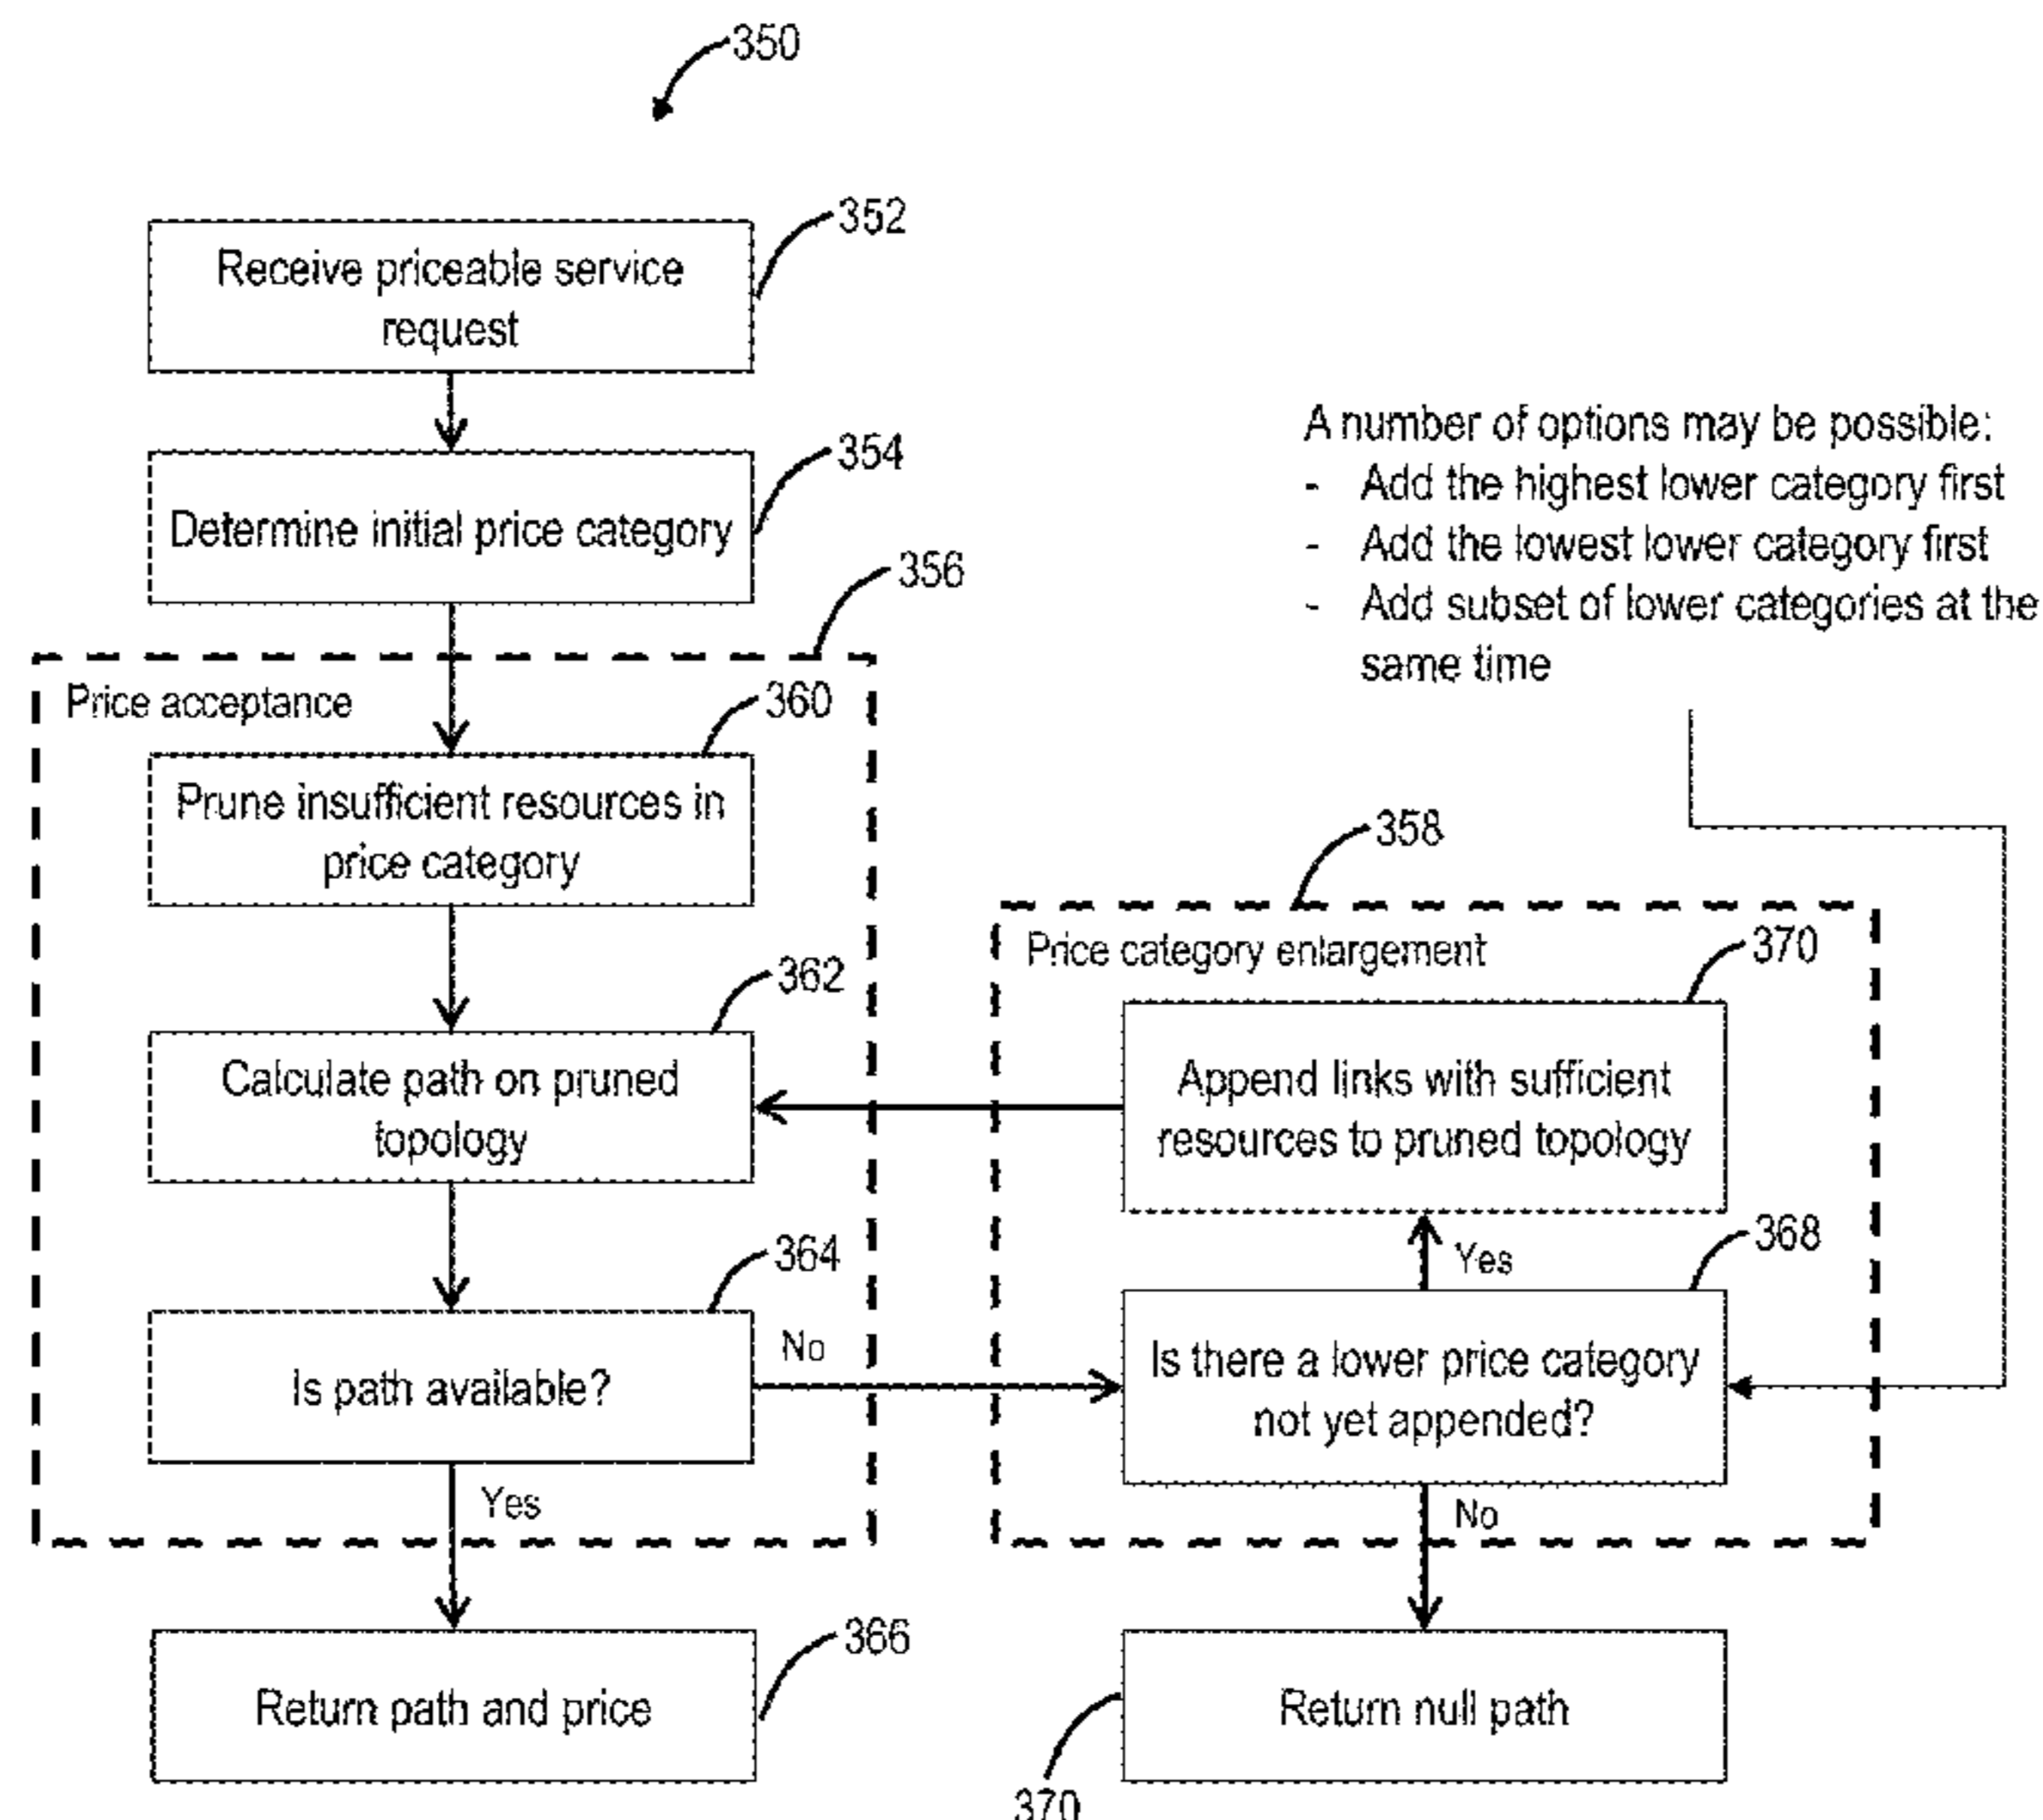 350
352
Receive priceable service
request
354
Determine initial price category
356
Price acceptance
360
Prune insufficient resources in
price category
362
Calculate path on pruned
topology
364
Is path available?
No
Yes
366
Return path and price
A number of options may be possible:
- Add the highest lower category first
- Add the lowest lower category first
- Add subset of lower categories at the
same time
358
Price category enlargement
370
Append links with sufficient
resources to pruned topology
Yes
368
Is there a lower price category
not yet appended?
No
Return null path
370